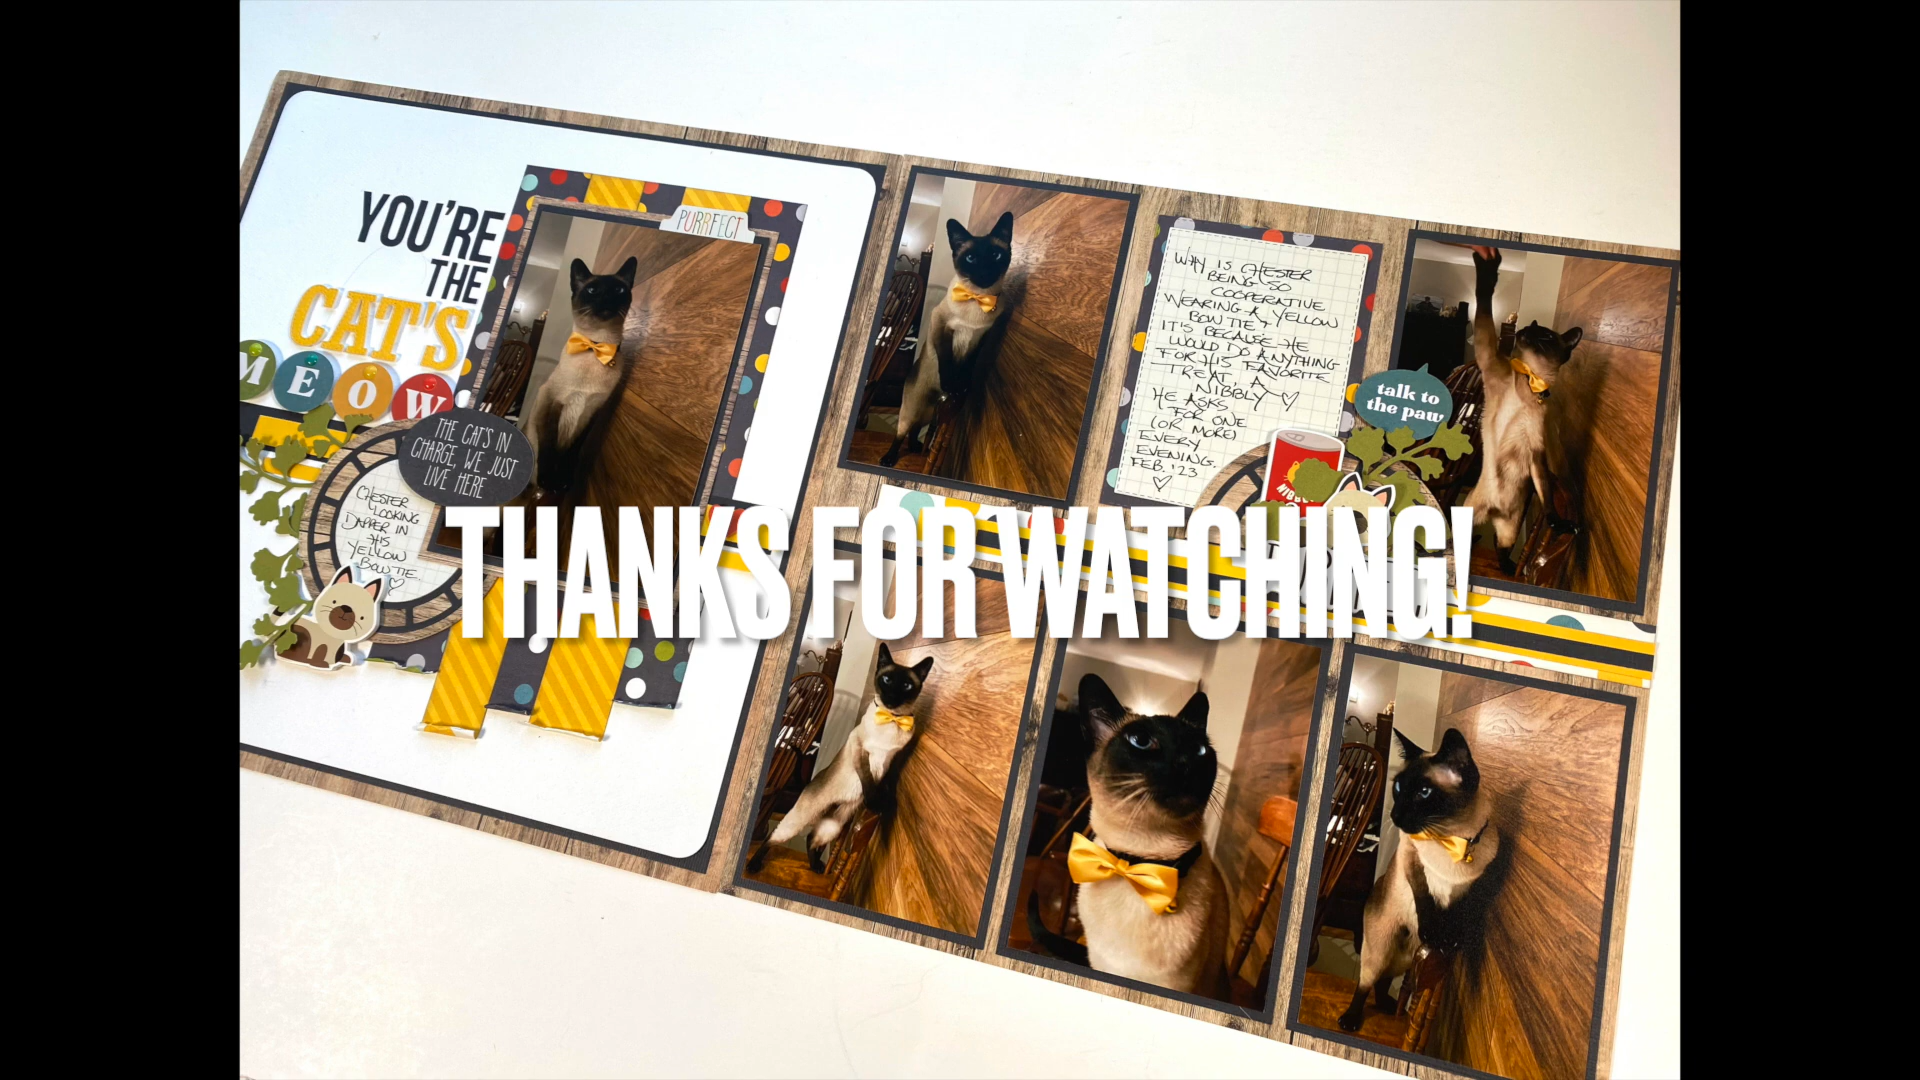 YOU'RE
THE
CAT'S
MEOW
PURRFECT
THE CAT'S IN
CHARGE, WE JUST
LIVE HERE
CHESTER
LOOKING
DAPPER IN
HIS
YELLOW
BOW TIE.
WHY IS CHESTER
BEING SO
COOPERATIVE
WEARING A YELLOW
BOW TIE?
IT'S BECAUSE HE
WOULD DO ANYTHING
FOR HIS FAVORITE
TREAT, A
NIBBLY
HE ASKS
FOR ONE
(OR MORE)
EVERY
EVENING.
FEB. '23
talk to
the paw
THANKS FOR WATCHING!